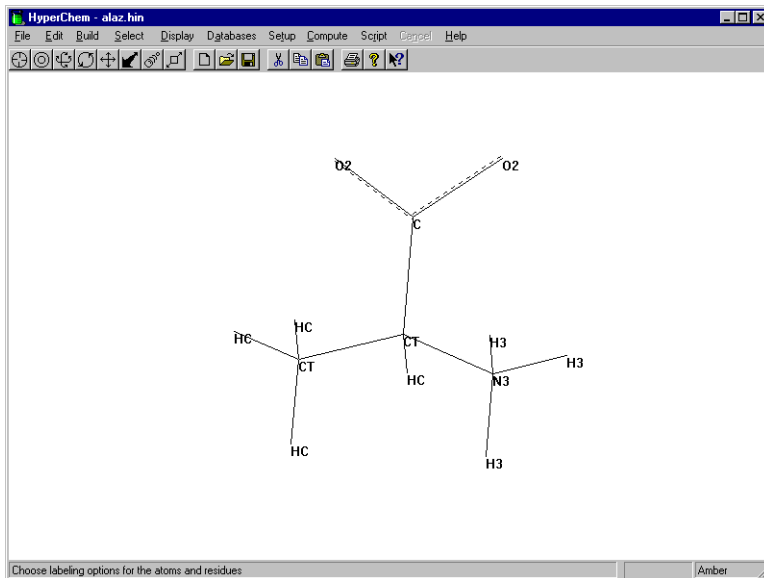 HyperChem - alaz.hin
File Edit Build Select Display Databases Setup Compute Script Cancel Help
O2 O2
C
HC HC
CT CT H3 H3
HC N3
HC H3
Choose labeling options for the atoms and residues Amber